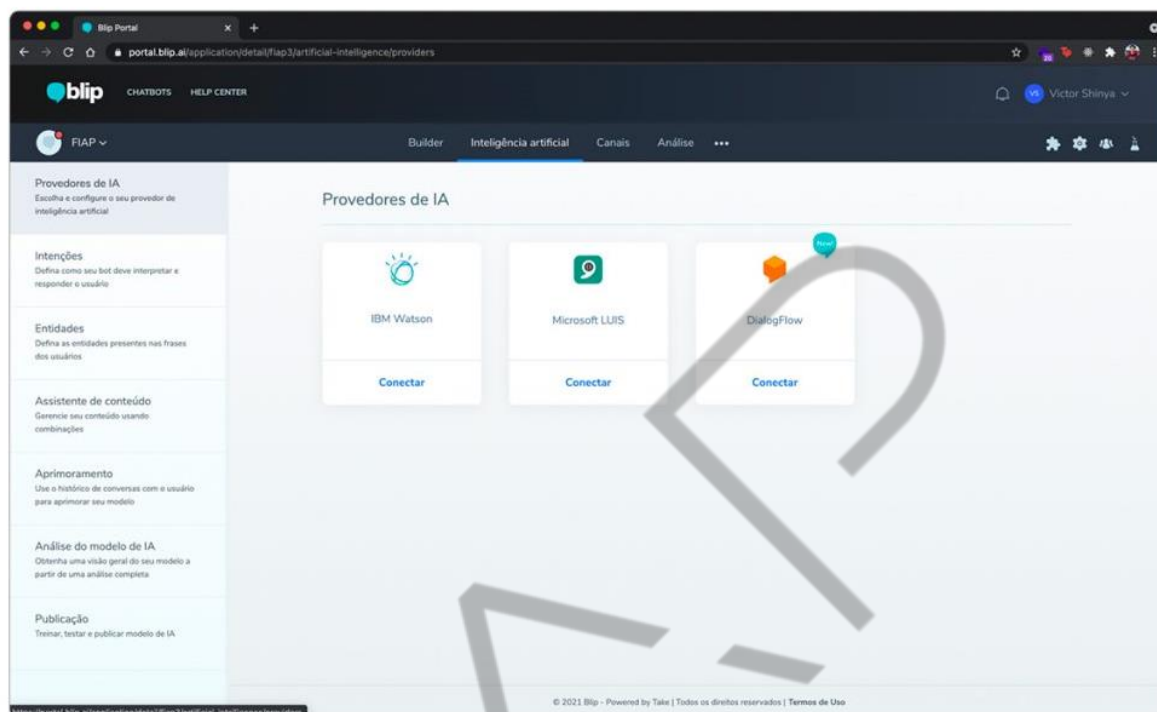 Blip Portal
portal.blip.ai/application/detail/fiap3/artificial-intelligence/providers
blip CHATBOTS HELP CENTER
VS Victor Shinya
FIAP
Builder Inteligência artificial Canais Análise
Provedores de IA
Escolha e configure o seu provedor de
inteligência artificial
Intenções
Defina como seu bot deve interpretar e
responder o usuário
Entidades
Defina as entidades presentes nas frases
dos usuários
Assistente de conteúdo
Gerencie seu conteúdo usando
combinações
Aprimoramento
Use o histórico de conversas com o usuário
para aprimorar seu modelo
Análise do modelo de IA
Obtenha uma visão geral do seu modelo a
partir de uma análise completa
Publicação
Treinar, testar e publicar modelo de IA
Provedores de IA
New!
IBM Watson
Conectar
Microsoft LUIS
Conectar
DialogFlow
Conectar
© 2021 Blip - Powered by Take | Todos os direitos reservados | Termos de Uso